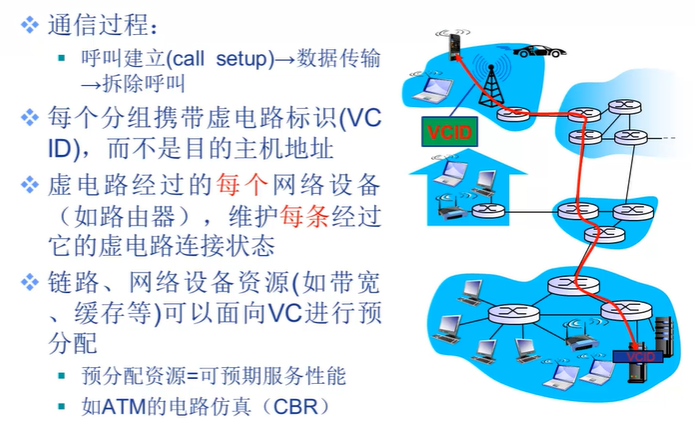 通信过程：
呼叫建立(call setup)→数据传输
→拆除呼叫
每个分组携带虚电路标识(VC
ID)，而不是目的主机地址
虚电路经过的每个网络设备
（如路由器），维护每条经过
它的虚电路连接状态
链路、网络设备资源(如带宽
、缓存等)可以面向VC进行预
分配
预分配资源=可预期服务性能
如ATM的电路仿真（CBR）
VCID
VCID